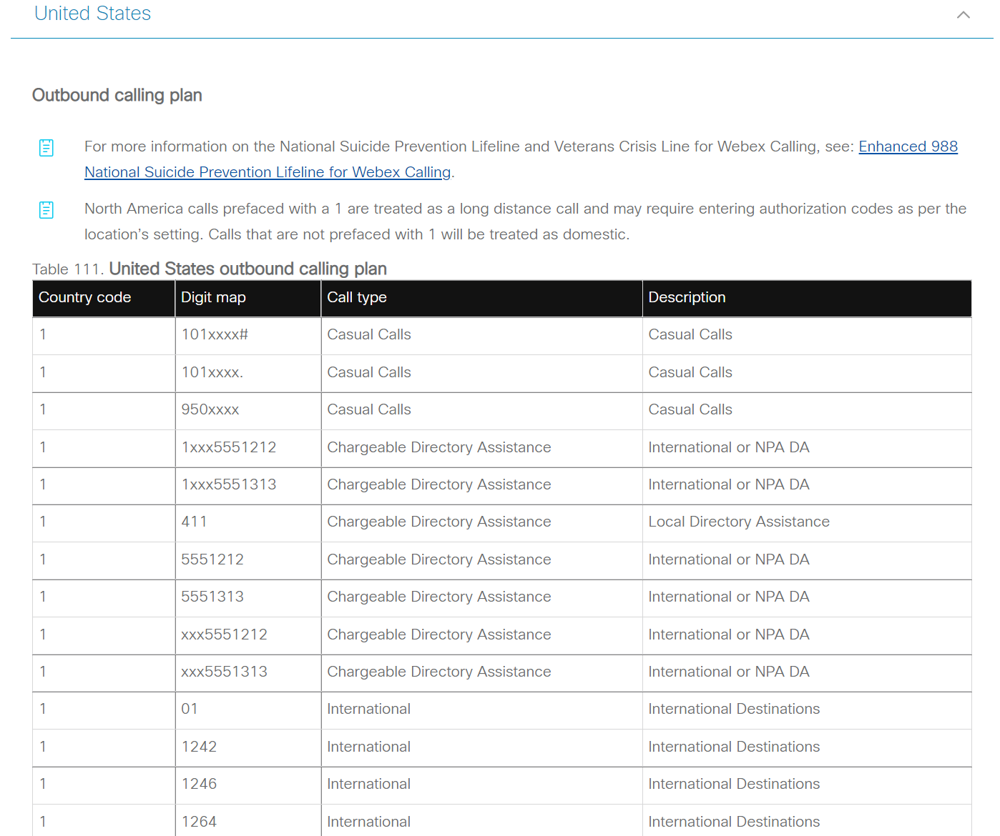 United States
Outbound calling plan
For more information on the National Suicide Prevention Lifeline and Veterans Crisis Line for Webex Calling, see: Enhanced 988
National Suicide Prevention Lifeline for Webex Calling.
North America calls prefaced with a 1 are treated as a long distance call and may require entering authorization codes as per the
location’s setting. Calls that are not prefaced with 1 will be treated as domestic.
Table 111. United States outbound calling plan
Country code Digit map Call type Description
1 101xxxx# Casual Calls Casual Calls
1 101xxxx. Casual Calls Casual Calls
1 950xxxx Casual Calls Casual Calls
1 1xxx5551212 Chargeable Directory Assistance International or NPA DA
1 1xxx5551313 Chargeable Directory Assistance International or NPA DA
1 411 Chargeable Directory Assistance Local Directory Assistance
1 5551212 Chargeable Directory Assistance International or NPA DA
1 5551313 Chargeable Directory Assistance International or NPA DA
1 xxx5551212 Chargeable Directory Assistance International or NPA DA
1 xxx5551313 Chargeable Directory Assistance International or NPA DA
1 01 International International Destinations
1 1242 International International Destinations
1 1246 International International Destinations
1 1264 International International Destinations